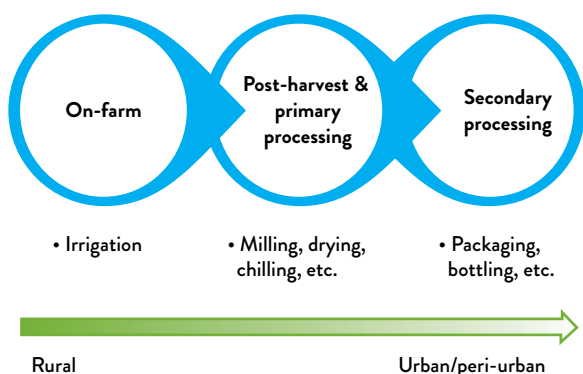 On-farm
Post-harvest &
primary
processing
Secondary
processing
• Irrigation
• Milling, drying,
chilling, etc.
• Packaging,
bottling, etc.
Rural
Urban/peri-urban